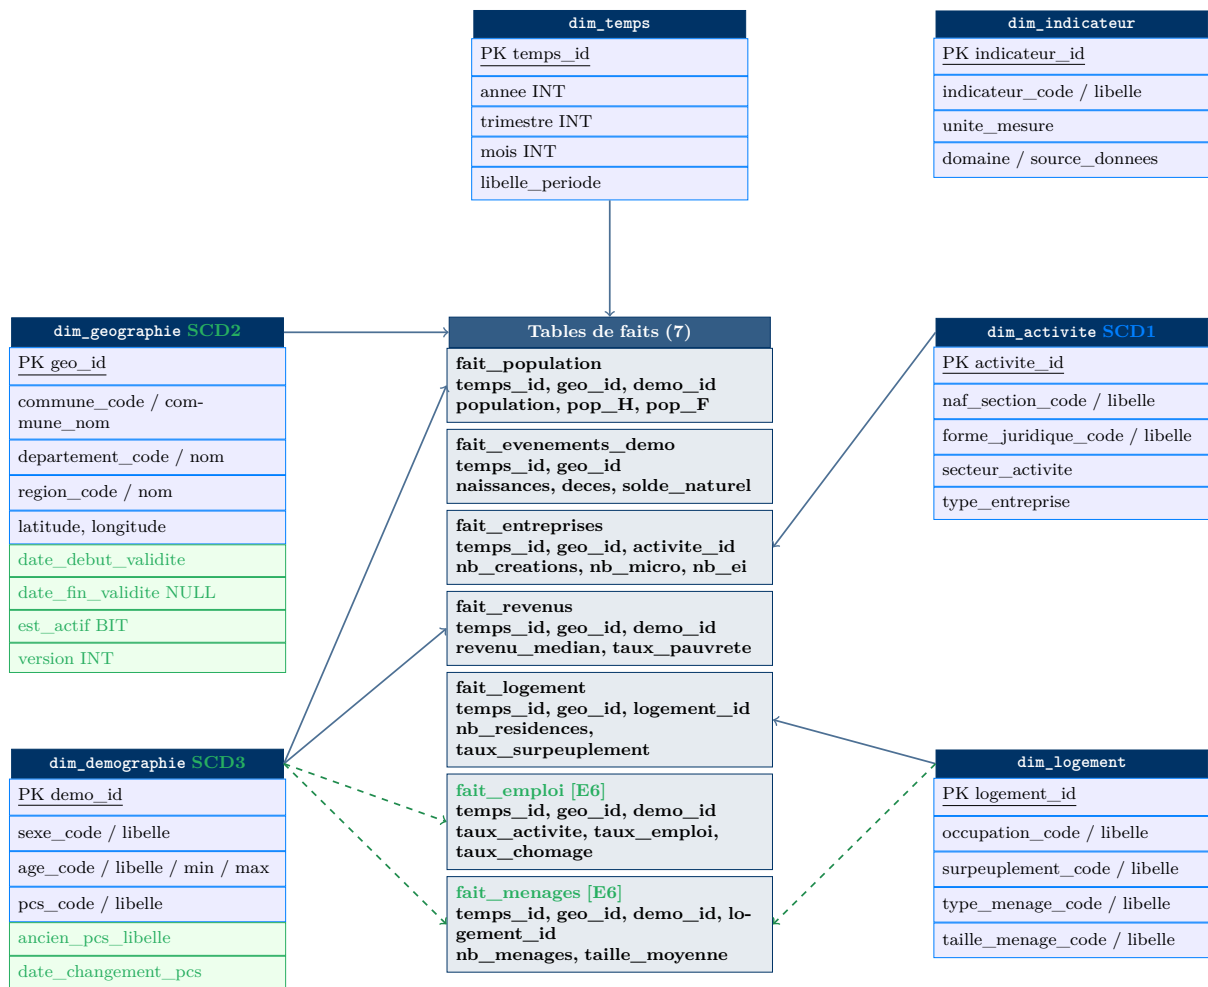 dim_temps
PK temps_id
annee INT
trimestre INT
mois INT
libelle_periode
dim_indicateur
PK indicateur_id
indicateur_code / libelle
unite_mesure
domaine / source_donnees
dim_geographie SCD2
PK geo_id
commune_code / com-
mune_nom
departement_code / nom
region_code / nom
latitude, longitude
date_debut_validite
date_fin_validite NULL
est_actif BIT
version INT
Tables de faits (7)
fait_population
temps_id, geo_id, demo_id
population, pop_H, pop_F
fait_evenements_demo
temps_id, geo_id
naissances, deces, solde_naturel
fait_entreprises
temps_id, geo_id, activite_id
nb_creations, nb_micro, nb_ei
fait_revenus
temps_id, geo_id, demo_id
revenu_median, taux_pauvrete
fait_logement
temps_id, geo_id, logement_id
nb_residences,
taux_surpeuplement
fait_emploi [E6]
temps_id, geo_id, demo_id
taux_activite, taux_emploi,
taux_chomage
fait_menages [E6]
temps_id, geo_id, demo_id, lo-
gement_id
nb_menages, taille_moyenne
dim_activite SCD1
PK activite_id
naf_section_code / libelle
forme_juridique_code / libelle
secteur_activite
type_entreprise
dim_demographie SCD3
PK demo_id
sexe_code / libelle
age_code / libelle / min / max
pcs_code / libelle
ancien_pcs_libelle
date_changement_pcs
dim_logement
PK logement_id
occupation_code / libelle
surpeuplement_code / libelle
type_menage_code / libelle
taille_menage_code / libelle